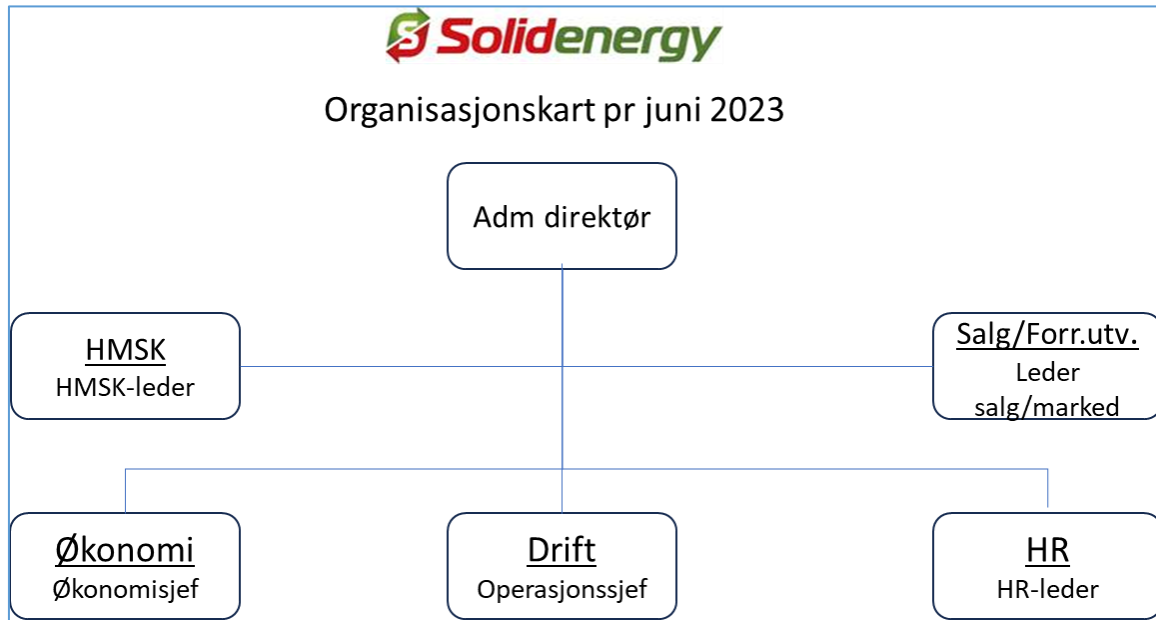 Solidenergy
Organisasjonskart pr juni 2023
Adm direktør
HMSK
HMSK-leder
Salg/Forr.utv.
Leder
salg/marked
Økonomi
Økonomisjef
Drift
Operasjonssjef
HR
HR-leder